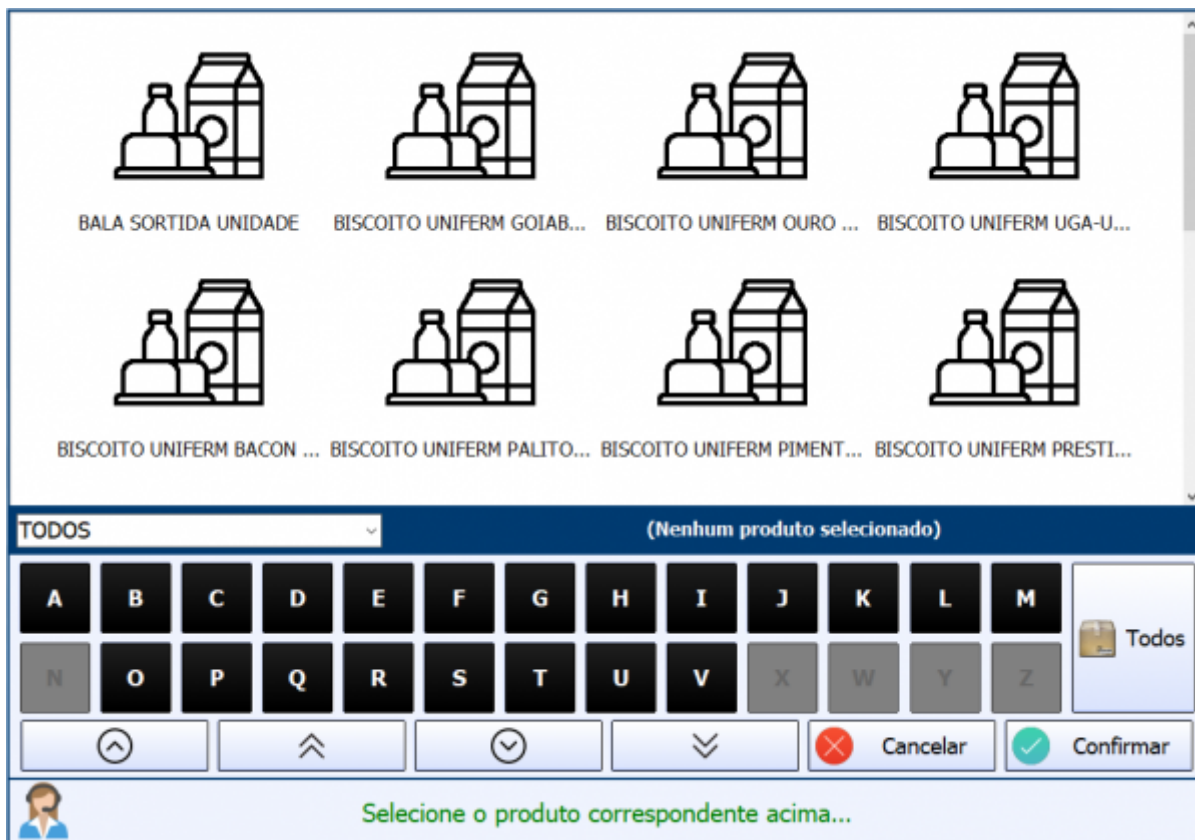 BALA SORTIDA UNIDADE
BISCOITO UNIFERM GOIAB...
BISCOITO UNIFERM OURO ...
BISCOITO UNIFERM UGA-U...
BISCOITO UNIFERM BACON ...
BISCOITO UNIFERM PALITO...
BISCOITO UNIFERM PIMENT...
BISCOITO UNIFERM PRESTI...
TODOS
(Nenhum produto selecionado)
A B C D E F G H I J K L M
N O P Q R S T U V X W Y Z
Todos
Cancelar
Confirmar
Selecione o produto correspondente acima...